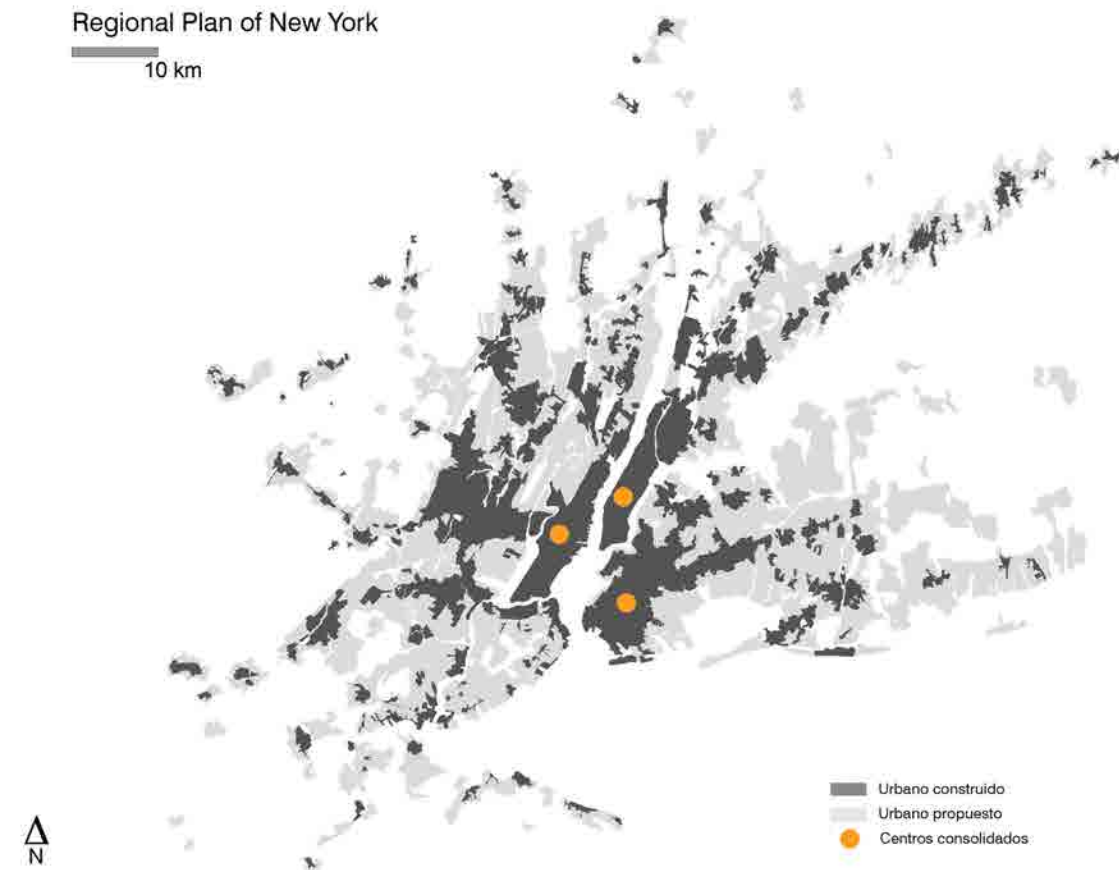 Regional Plan of New York
10 km
Urbano construido
Urbano propuesto
Centros consolidados
N